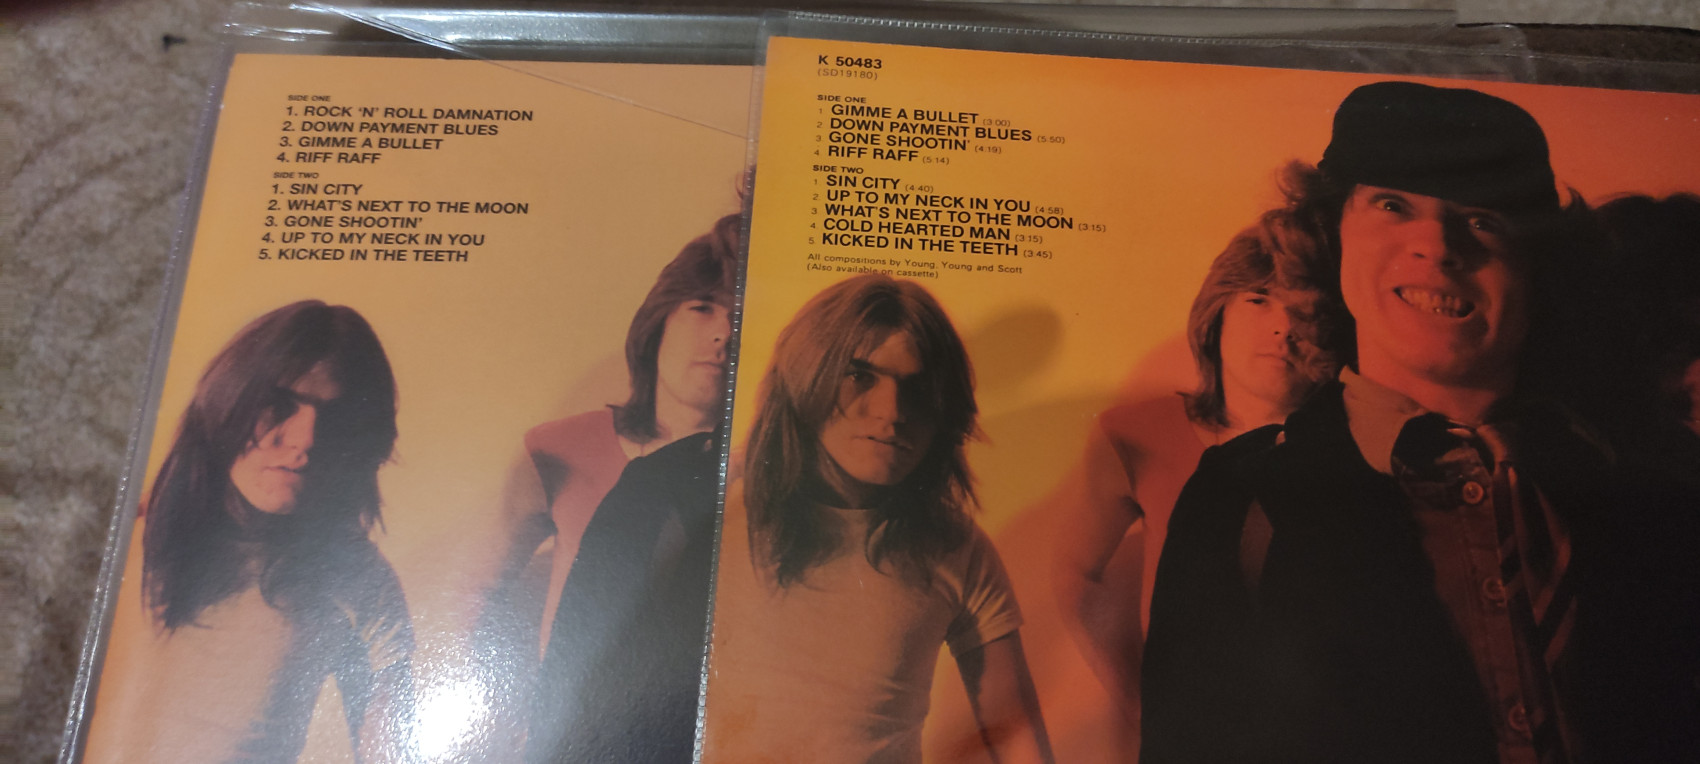 SIDE ONE
1. ROCK 'N' ROLL DAMNATION
2. DOWN PAYMENT BLUES
3. GIMME A BULLET
4. RIFF RAFF
SIDE TWO
1. SIN CITY
2. WHAT'S NEXT TO THE MOON
3. GONE SHOOTIN'
4. UP TO MY NECK IN YOU
5. KICKED IN THE TEETH
K 50483
(SD19180)
SIDE ONE
1. GIMME A BULLET (3:00)
2. DOWN PAYMENT BLUES (5:50)
3. GONE SHOOTIN' (4:19)
4. RIFF RAFF (5:14)
SIDE TWO
1. SIN CITY (4:40)
2. UP TO MY NECK IN YOU (4:58)
3. WHAT'S NEXT TO THE MOON (3:15)
4. COLD HEARTED MAN (3:15)
5. KICKED IN THE TEETH (3:45)
All compositions by Young, Young and Scott
(Also available on cassette)